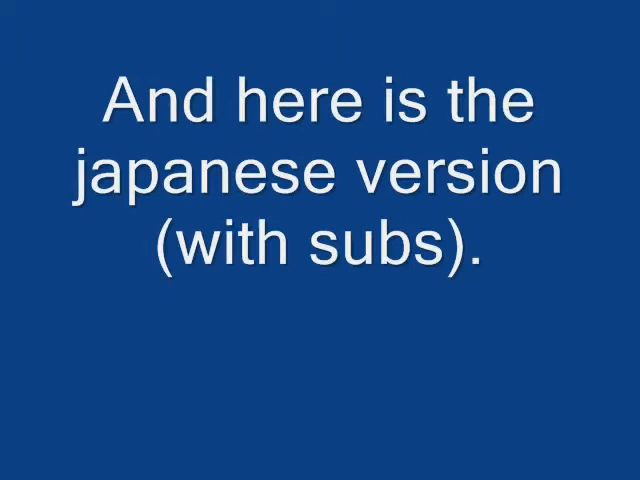 And here is the
japanese version
(with subs).